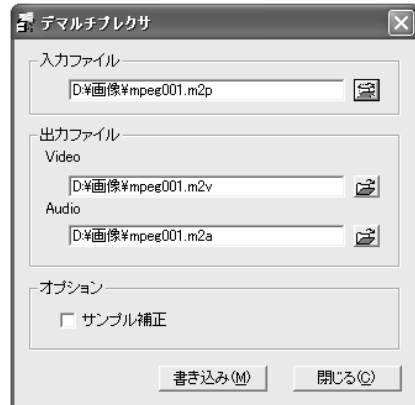 デマルチプレクサ
入力ファイル
D:¥画像¥mpeg001.m2p
出力ファイル
Video
D:¥画像¥mpeg001.m2v
Audio
D:¥画像¥mpeg001.m2a
オプション
サンプル補正
書き込み(M) 閉じる(C)